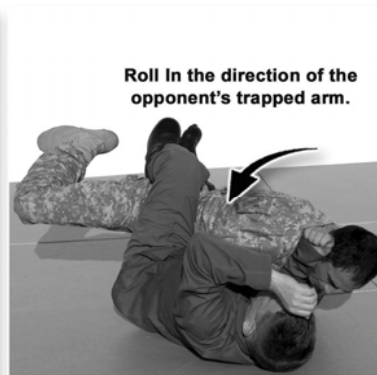 Roll In the direction of the
opponent's trapped arm.